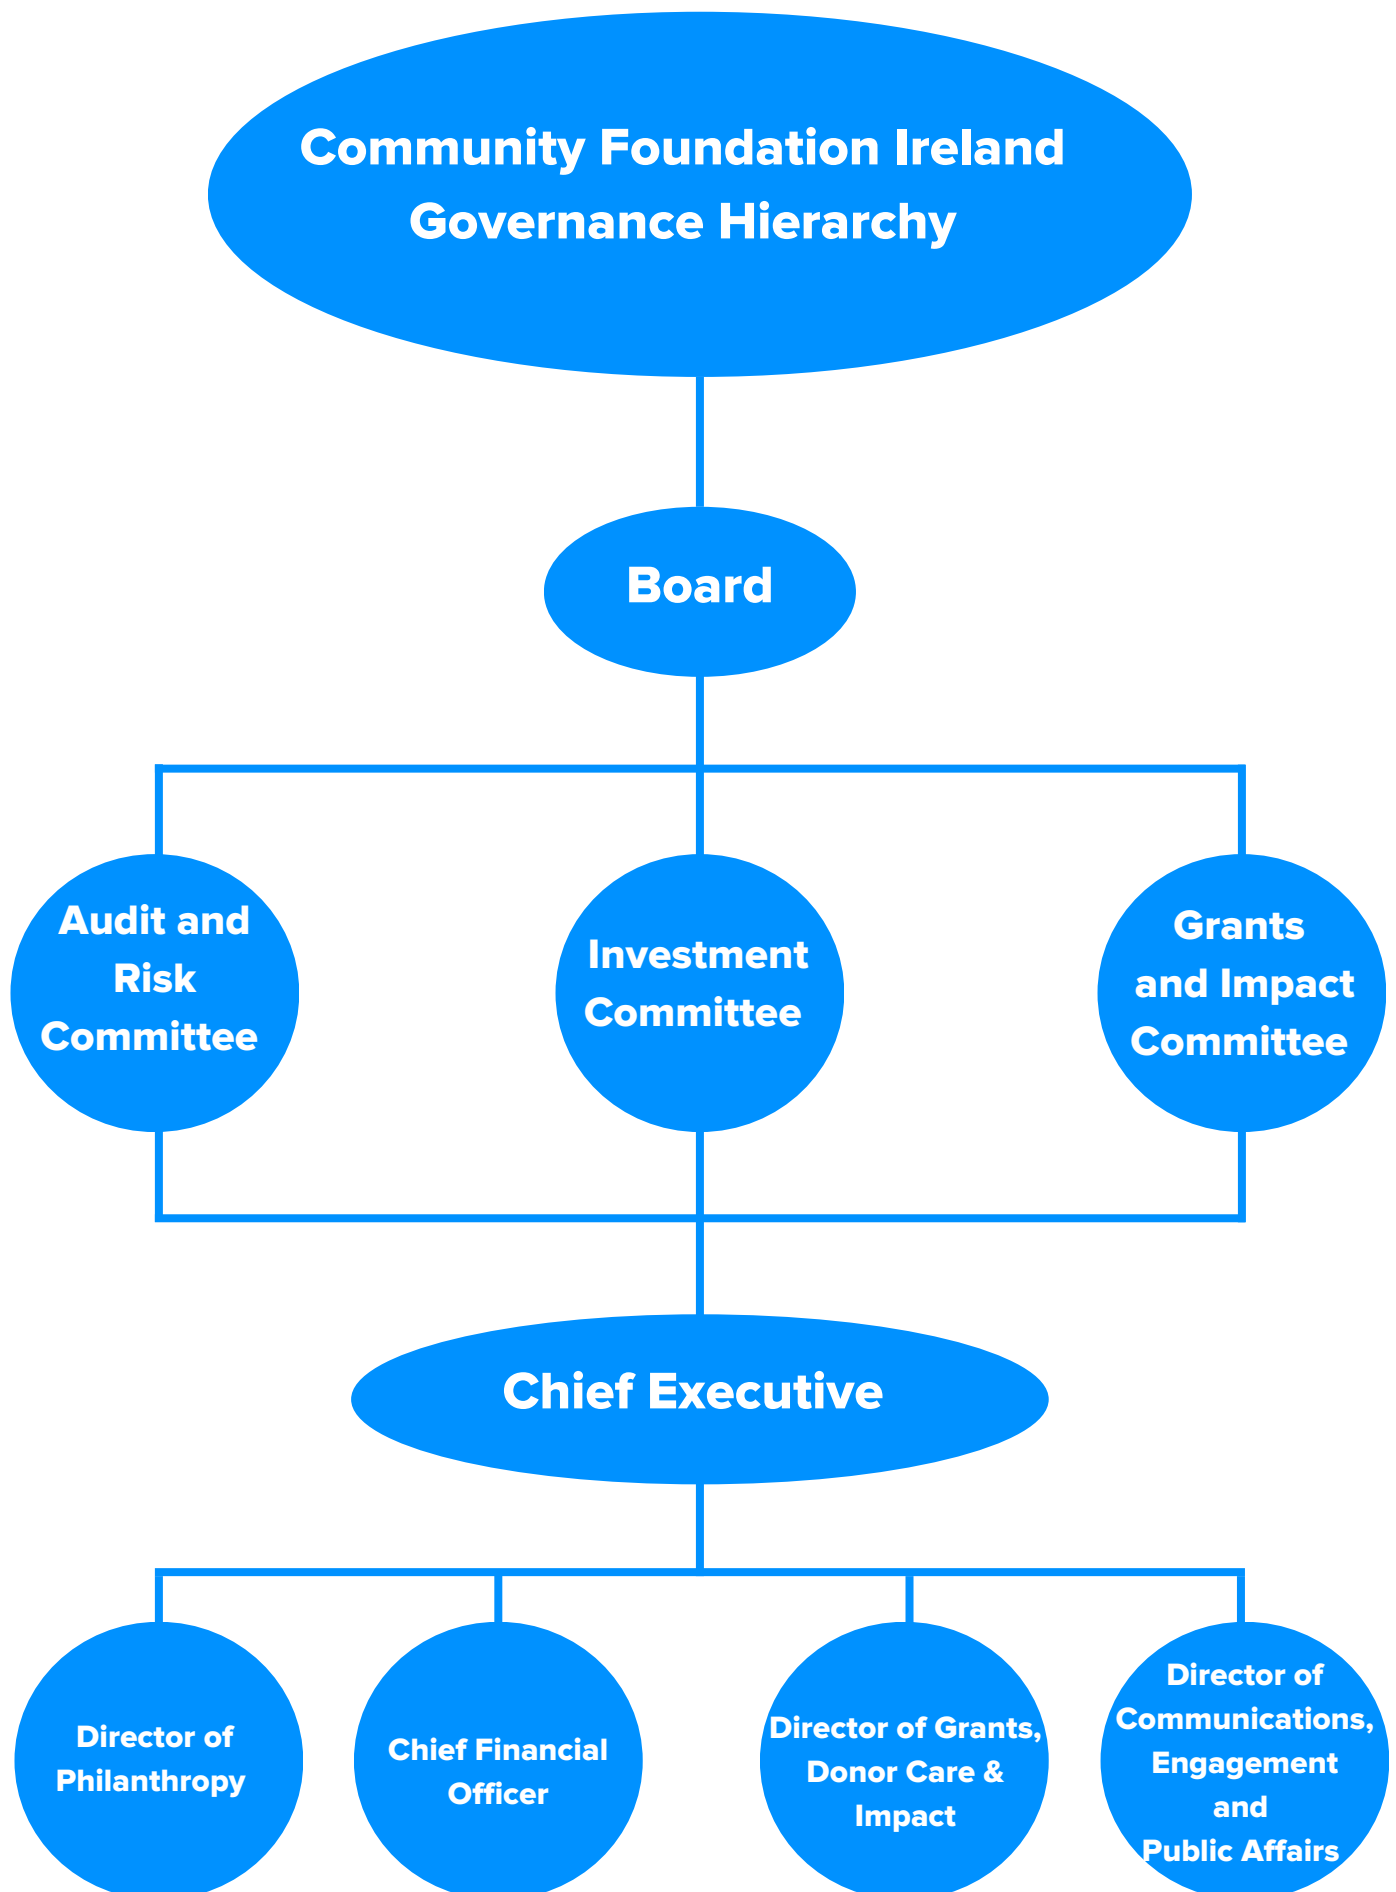 Community Foundation Ireland
Governance Hierarchy
Board
Audit and
Risk
Committee
Investment
Committee
Grants
and Impact
Committee
Chief Executive
Director of
Philanthropy
Chief Financial
Officer
Director of Grants,
Donor Care &
Impact
Director of
Communications,
Engagement
and
Public Affairs